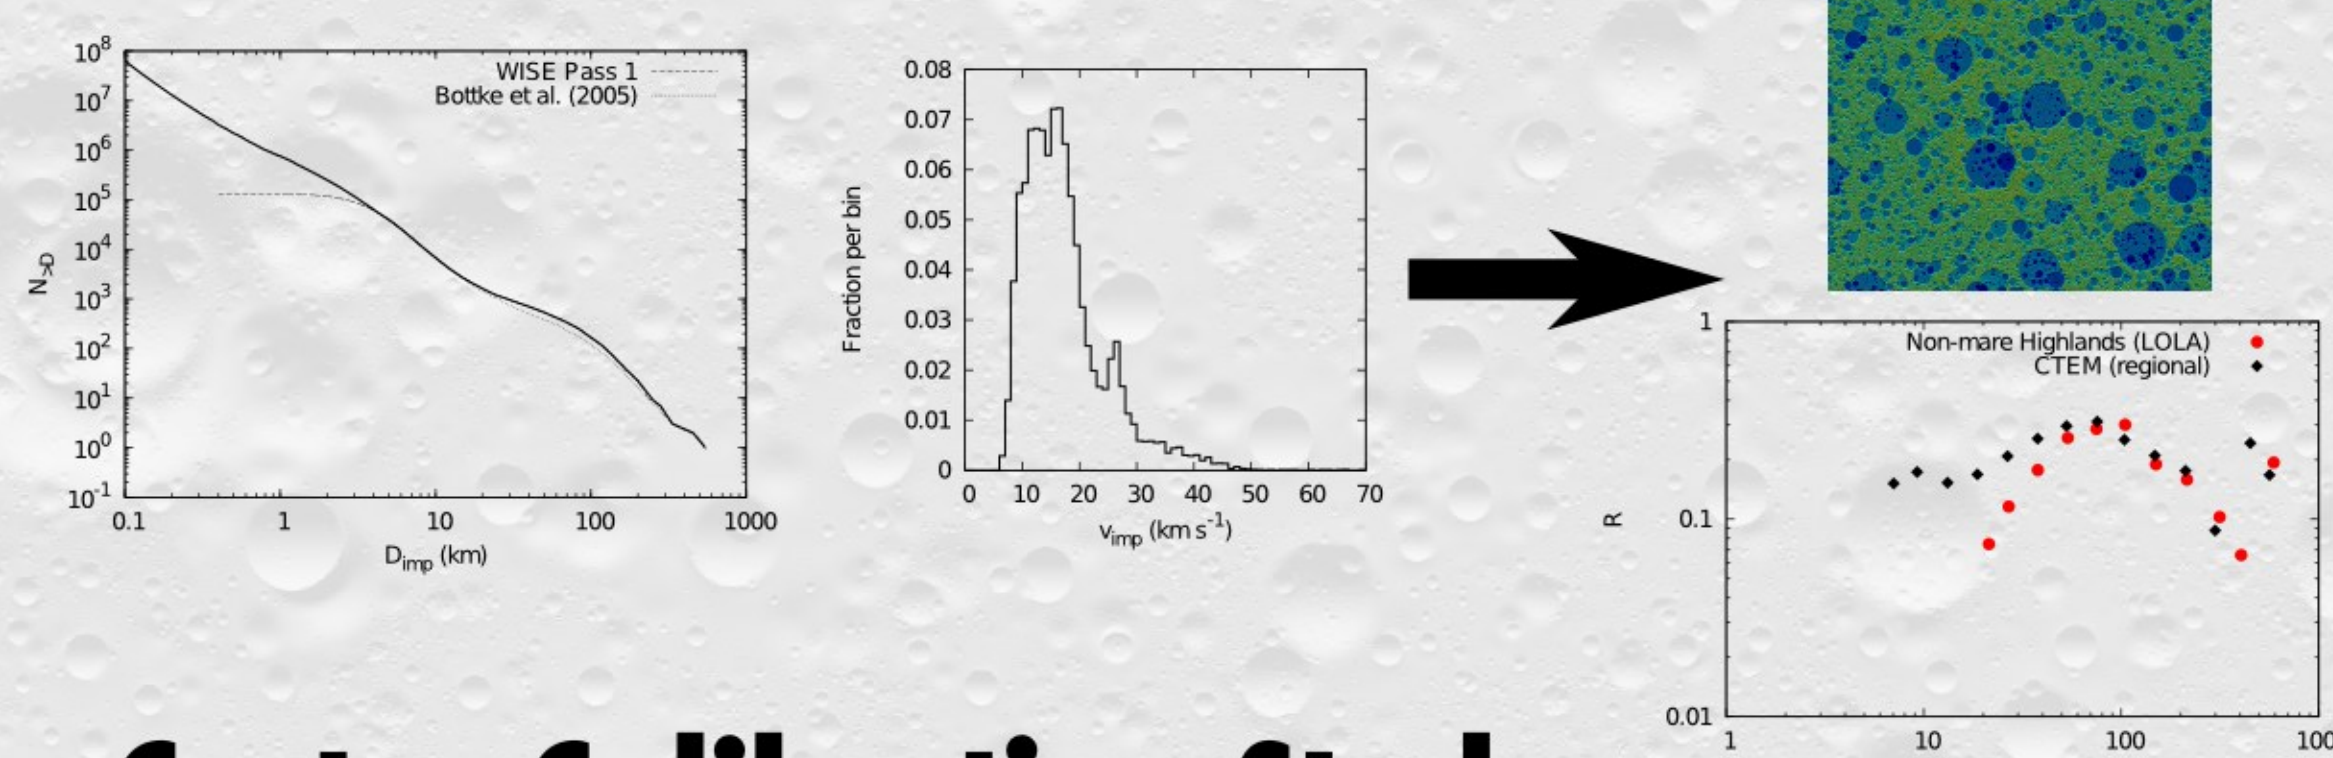 WISE Pass 1
Bottke et al. (2005)
10^8
10^7
10^6
10^5
10^4
10^3
10^2
10^1
10^0
10^-1
N>D
0.1 1 10 100 1000
D_imp (km)
0.08
0.07
0.06
0.05
0.04
0.03
0.02
0.01
0
Fraction per bin
0 10 20 30 40 50 60 70
v_imp (km s^-1)
Non-mare Highlands (LOLA)
CTEM (regional)
1
0.1
0.01
R
1 10 100 100